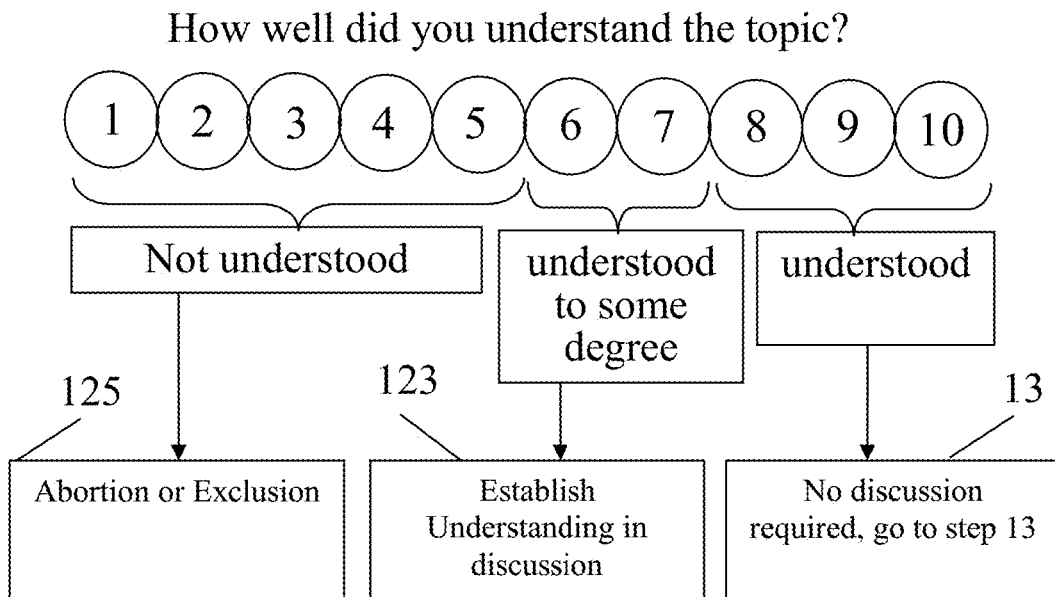 How well did you understand the topic?
1 2 3 4 5 6 7 8 9 10
Not understood
understood
to some
degree
understood
125
123
13
Abortion or Exclusion
Establish
Understanding in
discussion
No discussion
required, go to step 13